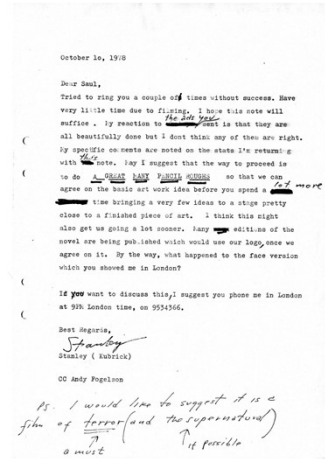 October 1o, 1978
Dear Saul,
Tried to ring you a couple of times without success. Have
very little time due to filming. I hope this note will
suffice. My reaction to the ads you sent is that they are
all beautifully done but I dont think any of them are right.
My specific comments are noted on the stats I'm returning
with this note. May I suggest that the way to proceed is
to do A GREAT MANY PENCIL ROUGHS so that we can
agree on the basic art work idea before you spend a lot more
time bringing a very few ideas to a stage pretty
close to a finished piece of art. I think this might
also get us going a lot sooner. Many editions of the
novel are being published which would use our logo once we
agree on it. By the way, what happened to the face version
which you showed me in London?
If you want to discuss this, I suggest you phone me in London
at London time, on 9534366.
Best Regards,
Stanley
Stanley ( Kubrick)
CC Andy Fogelson
Ps. I would like to suggest it is a
film of terror (and the supernatural)
a must
if possible